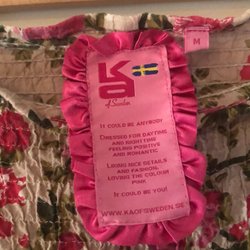 Ka
of Sweden
M
IT COULD BE ANYBODY
DRESSED FOR DAYTIME
AND NIGHTTIME
FEELING POSITIVE
AND ROMANTIC
LOVING NICE DETAILS
AND FASHION
LOVING THE COLOUR
PINK
IT COULD BE YOU!
WWW.KAOFSWEDEN.SE